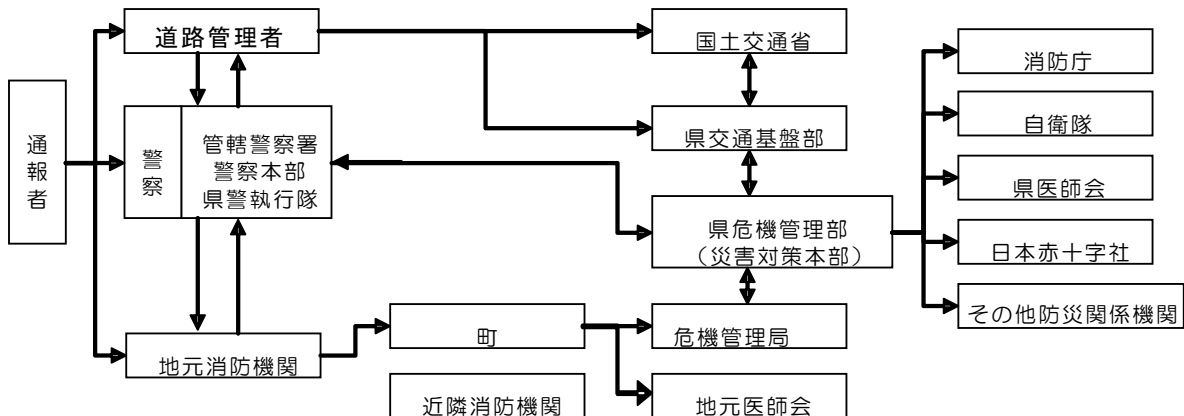 通報者
道路管理者
警察
管轄警察署
警察本部
県警執行隊
地元消防機関
町
近隣消防機関
国土交通省
県交通基盤部
県危機管理部
（災害対策本部）
危機管理局
地元医師会
消防庁
自衛隊
県医師会
日本赤十字社
その他防災関係機関